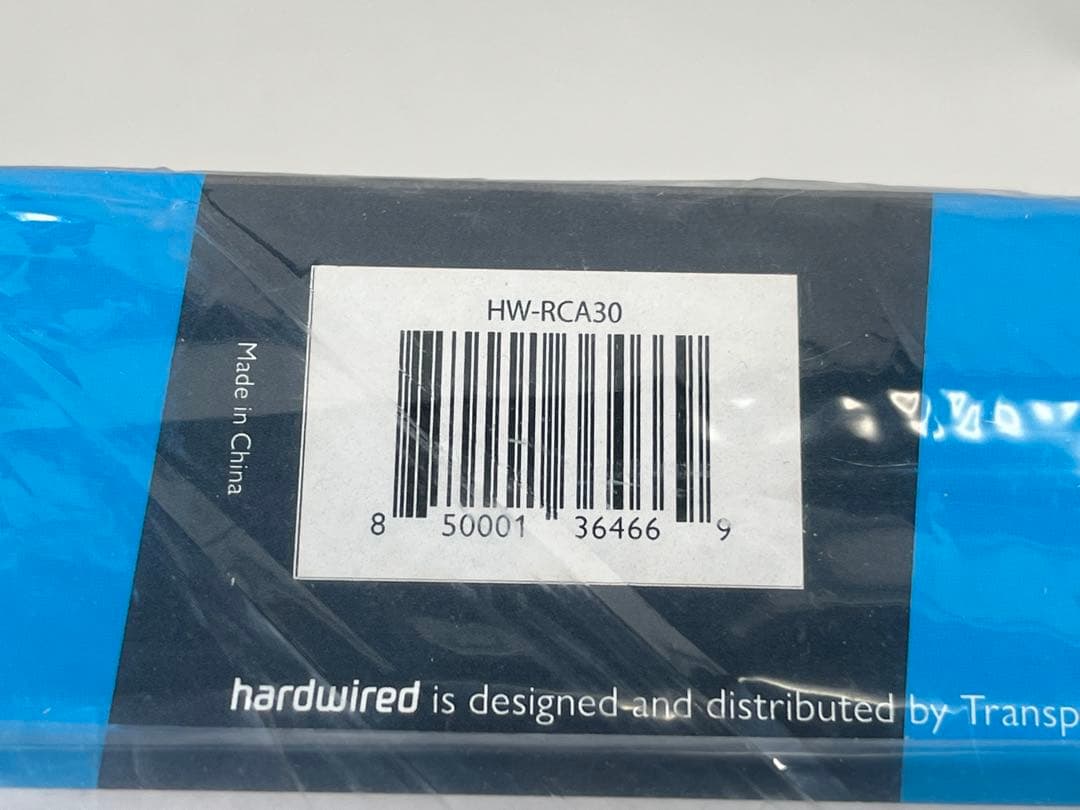 HW-RCA30
Made in China
8 50001 36466 9
hardwired is designed and distributed by Transp